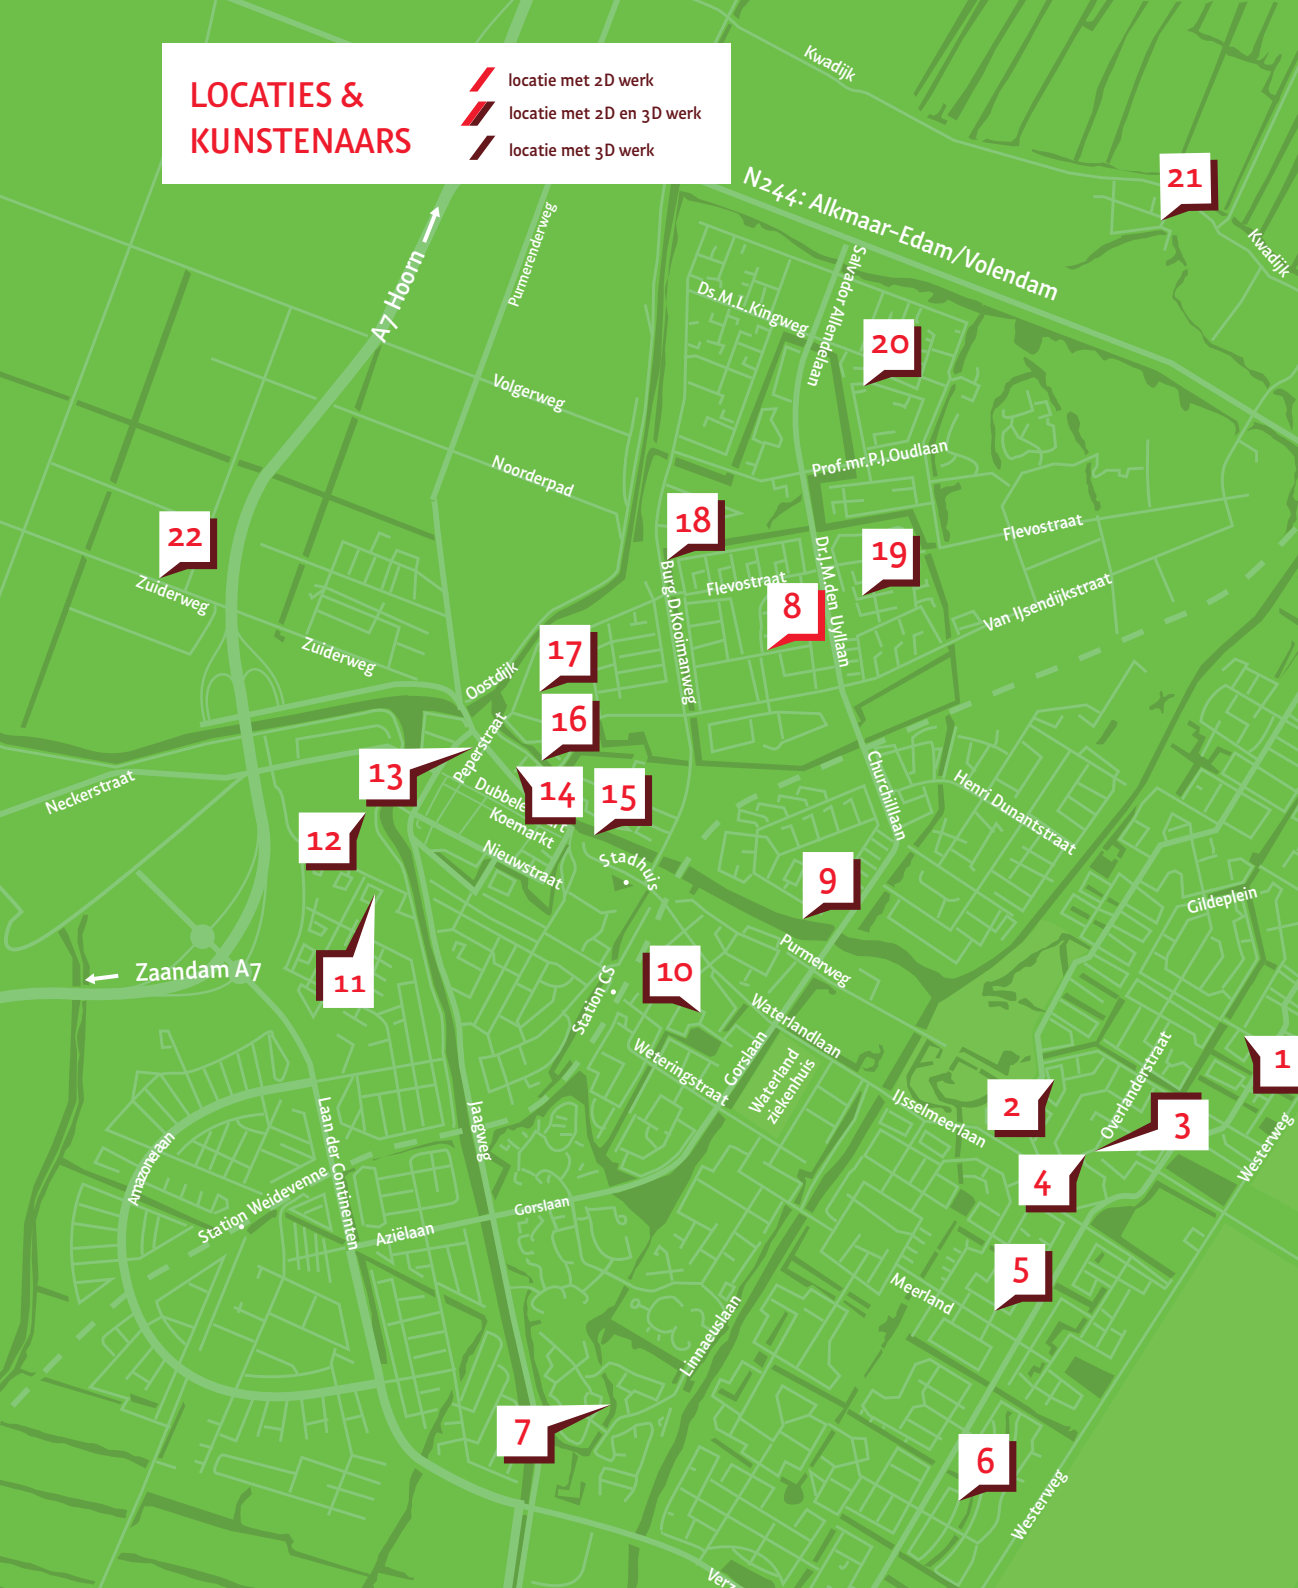 LOCATIES &
KUNSTENAARS
locatie met 2D werk
locatie met 2D en 3D werk
locatie met 3D werk
Kwadijk
N244: Alkmaar-Edam/Volendam
21
Kwadijk
A7 Hoorn
Purmerenderweg
Ds.M.L.Kingweg
Salvador Allendelaan
20
Volgerweg
Noorderpad
Prof.mr.P.J.Oudlaan
22
Zuiderweg
18
Flevostraat
19
Dr.J.M.den Uyllaan
Burg D.Kooimanweg
Flevostraat
8
Van IJsendijkstraat
Zuiderweg
17
Oostdijk
16
Peperstraat
13
Neckerstraat
14
15
Koemarkt
Nieuwstraat
Stadhuis
12
Churchilllaan
Henri Dunantstraat
9
Gildeplein
Purmerweg
Zaandam A7
11
10
Station CS
Waterlandlaan
Weteringstraat
Gorslaan
Waterland
ziekenhuis
IJsselmeerlaan
1
2
Overlanderstraat
3
Westerweg
4
Jaagweg
Laan der Continenten
Amazonelaan
Station Weidevenne
Aziëlaan
Gorslaan
5
Meerland
Linnaeuslaan
7
6
Westerweg